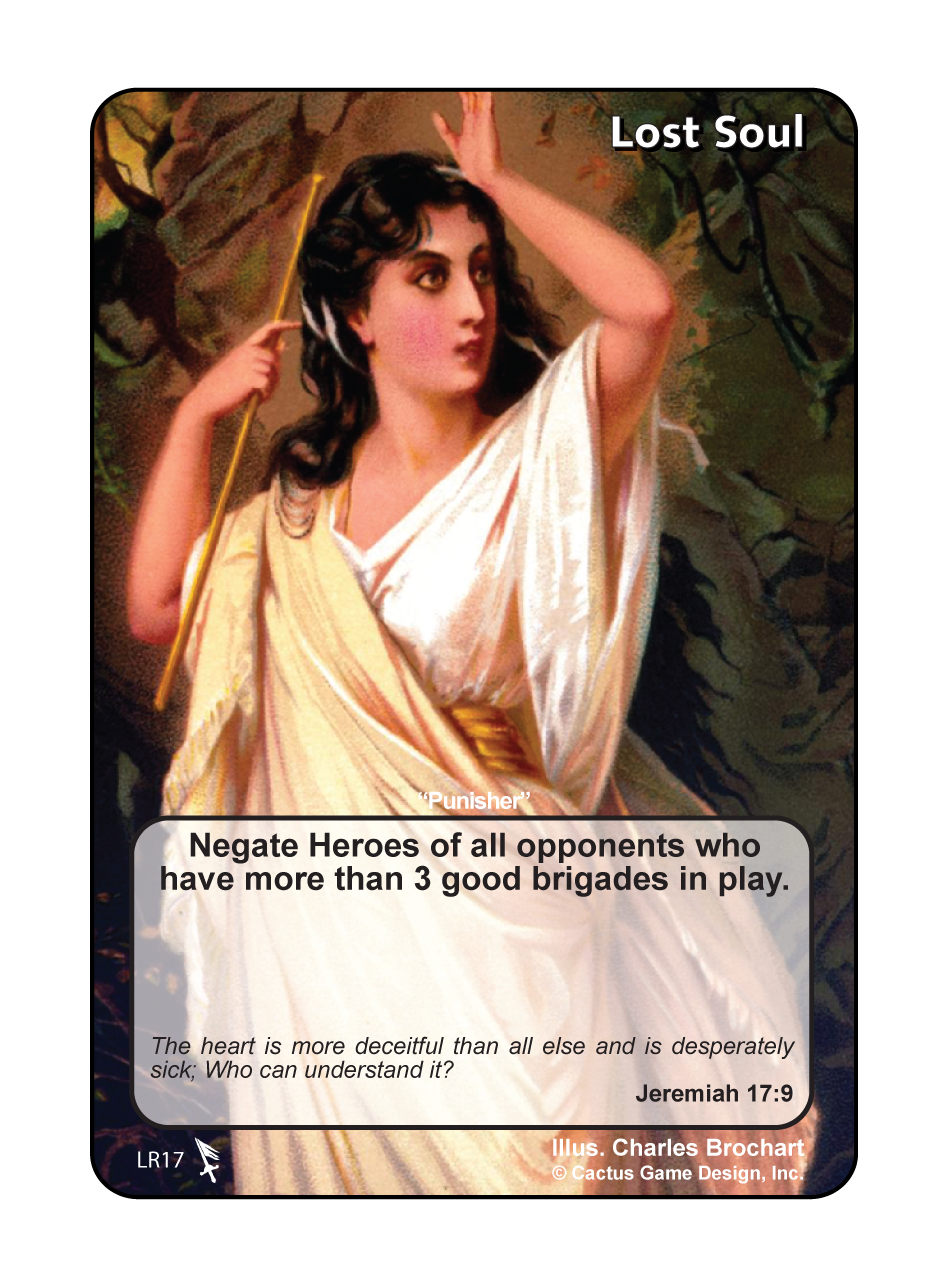 Lost Soul
“Punisher”
Negate Heroes of all opponents who
have more than 3 good brigades in play.
The heart is more deceitful than all else and is desperately
sick; Who can understand it?
Jeremiah 17:9
LR17
Illus. Charles Brochart
© Cactus Game Design, Inc.